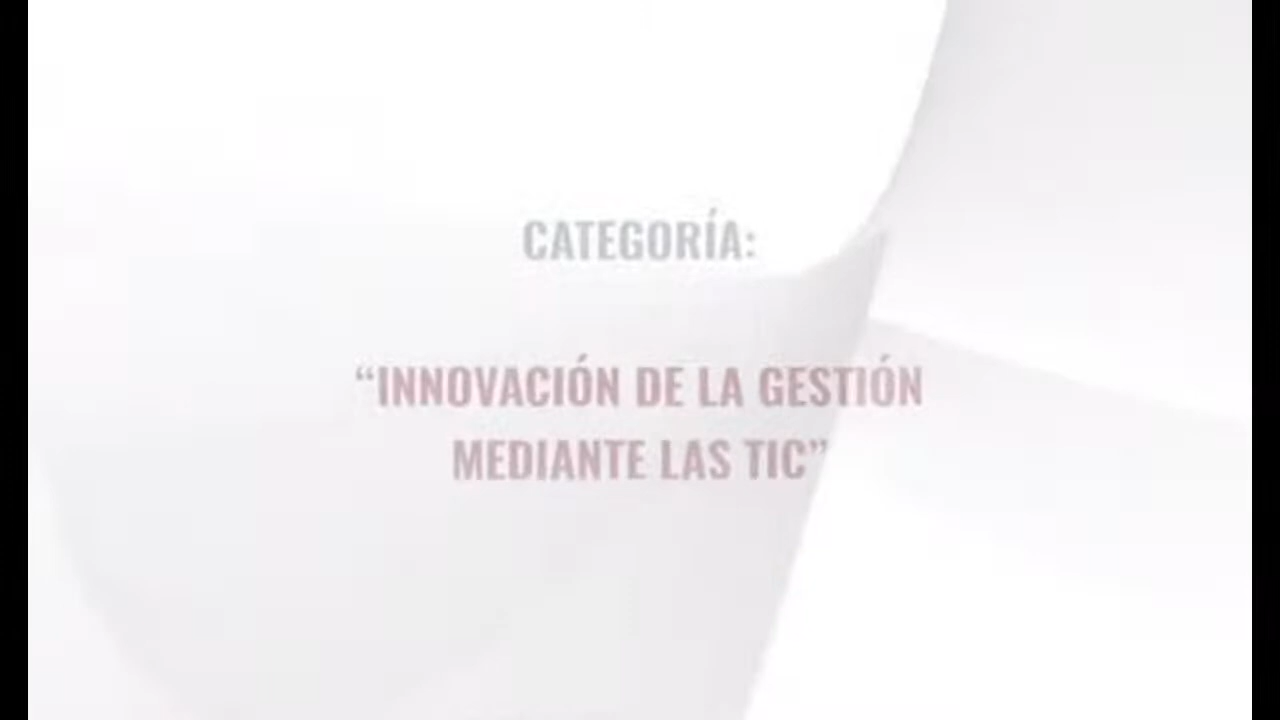 CATEGORÍA:
“INNOVACIÓN DE LA GESTIÓN
MEDIANTE LAS TIC”